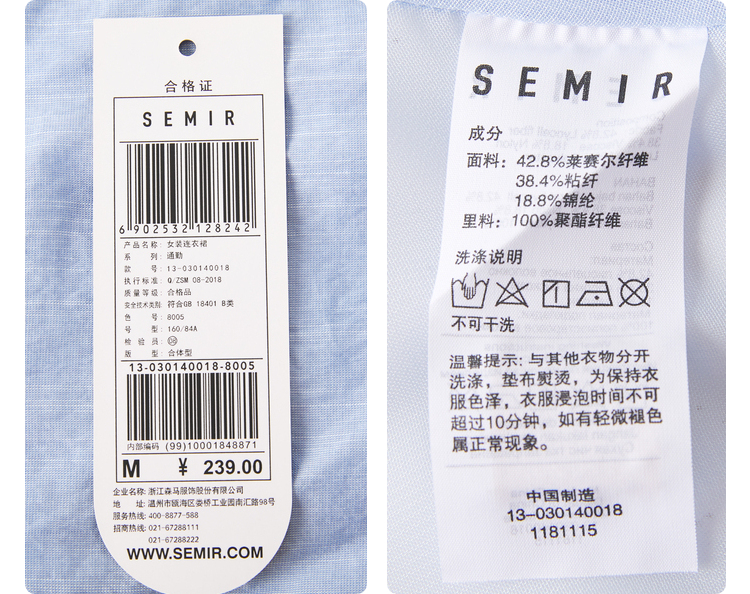 合格证
SEMIR
6 902532 128242
产品名称: 女装连衣裙
系 列: 通勤
款 号: 13-030140018
执行标准: Q/ZSM 08-2018
质量等级: 合格品
安全技术类别: 符合GB 18401 B类
色 号: 8005
号 型: 160/84A
检 验 员:
版 型: 合体型
13-030140018-8005
内部编码 (99)10001848871
M ¥ 239.00
企业名称: 浙江森马服饰股份有限公司
地 址: 温州市瓯海区娄桥工业园南汇路98号
服务热线: 400-8877-588
招商热线: 021-67288111
021-67288222
WWW.SEMIR.COM
SEMIR
成分
面料: 42.8%莱赛尔纤维
38.4%粘纤
18.8%锦纶
里料: 100%聚酯纤维
洗涤说明
不可干洗
温馨提示: 与其他衣物分开
洗涤，垫布熨烫，为保持衣
服色泽，衣服浸泡时间不可
超过10分钟，如有轻微褪色
属正常现象。
中国制造
13-030140018
1181115